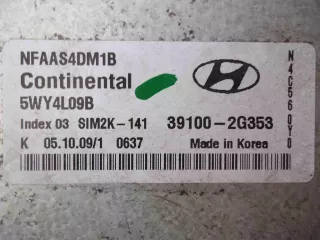 NFAAS4DM1B
Continental
5WY4L09B
Index 03 SIM2K-141 39100-2G353
K 05.10.09/1 0637 Made in Korea
N4C560Y0